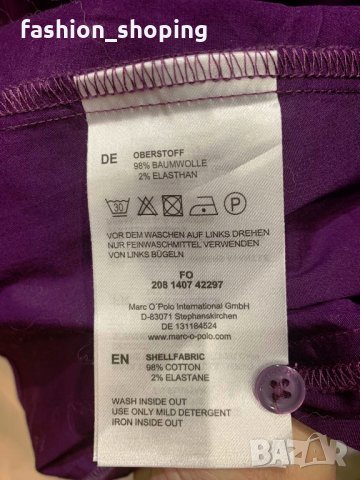 fashion_shoping
DE OBERSTOFF
98% BAUMWOLLE
2% ELASTHAN
30 P
VOR DEM WASCHEN AUF LINKS DREHEN
NUR FEINWASCHMITTEL VERWENDEN
VON LINKS BÜGELN
FO
208 1407 42297
Marc O'Polo International GmbH
D-83071 Stephanskirchen
DE 131184524
www.marc-o-polo.com
EN SHELLFABRIC
98% COTTON
2% ELASTANE
WASH INSIDE OUT
USE ONLY MILD DETERGENT
IRON INSIDE OUT
fashion_shoping
BAZAR